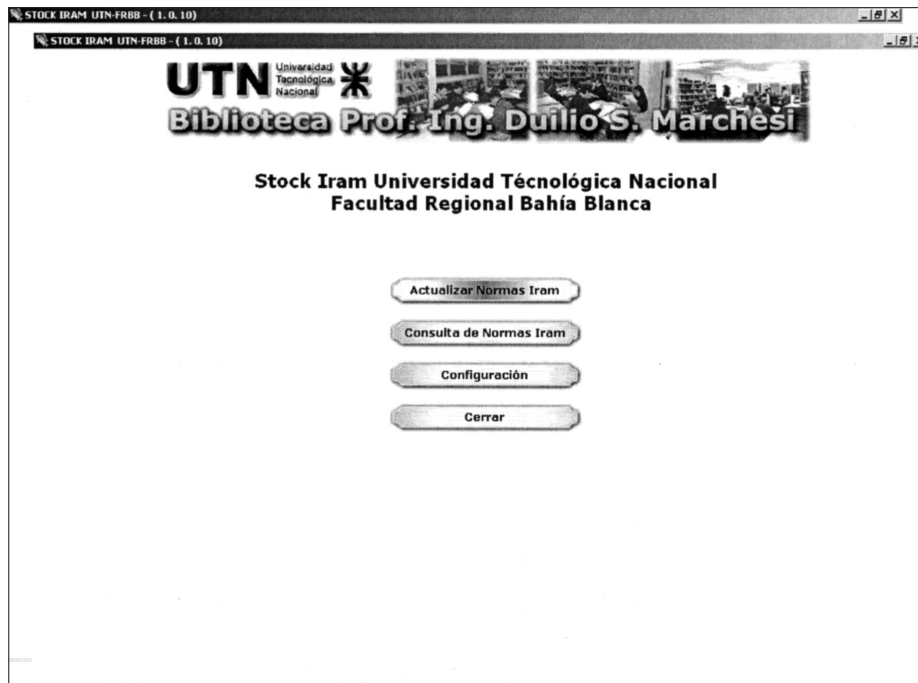 STOCK IRAM UTN-FRBB - ( 1. 0. 10)
STOCK IRAM UTN-FRBB - ( 1. 0. 10)
UTN
Universidad
Tecnológica
Nacional
Biblioteca Prof. Ing. Duilio S. Marchesi
Stock Iram Universidad Técnológica Nacional
Facultad Regional Bahía Blanca
Actualizar Normas Iram
Consulta de Normas Iram
Configuración
Cerrar